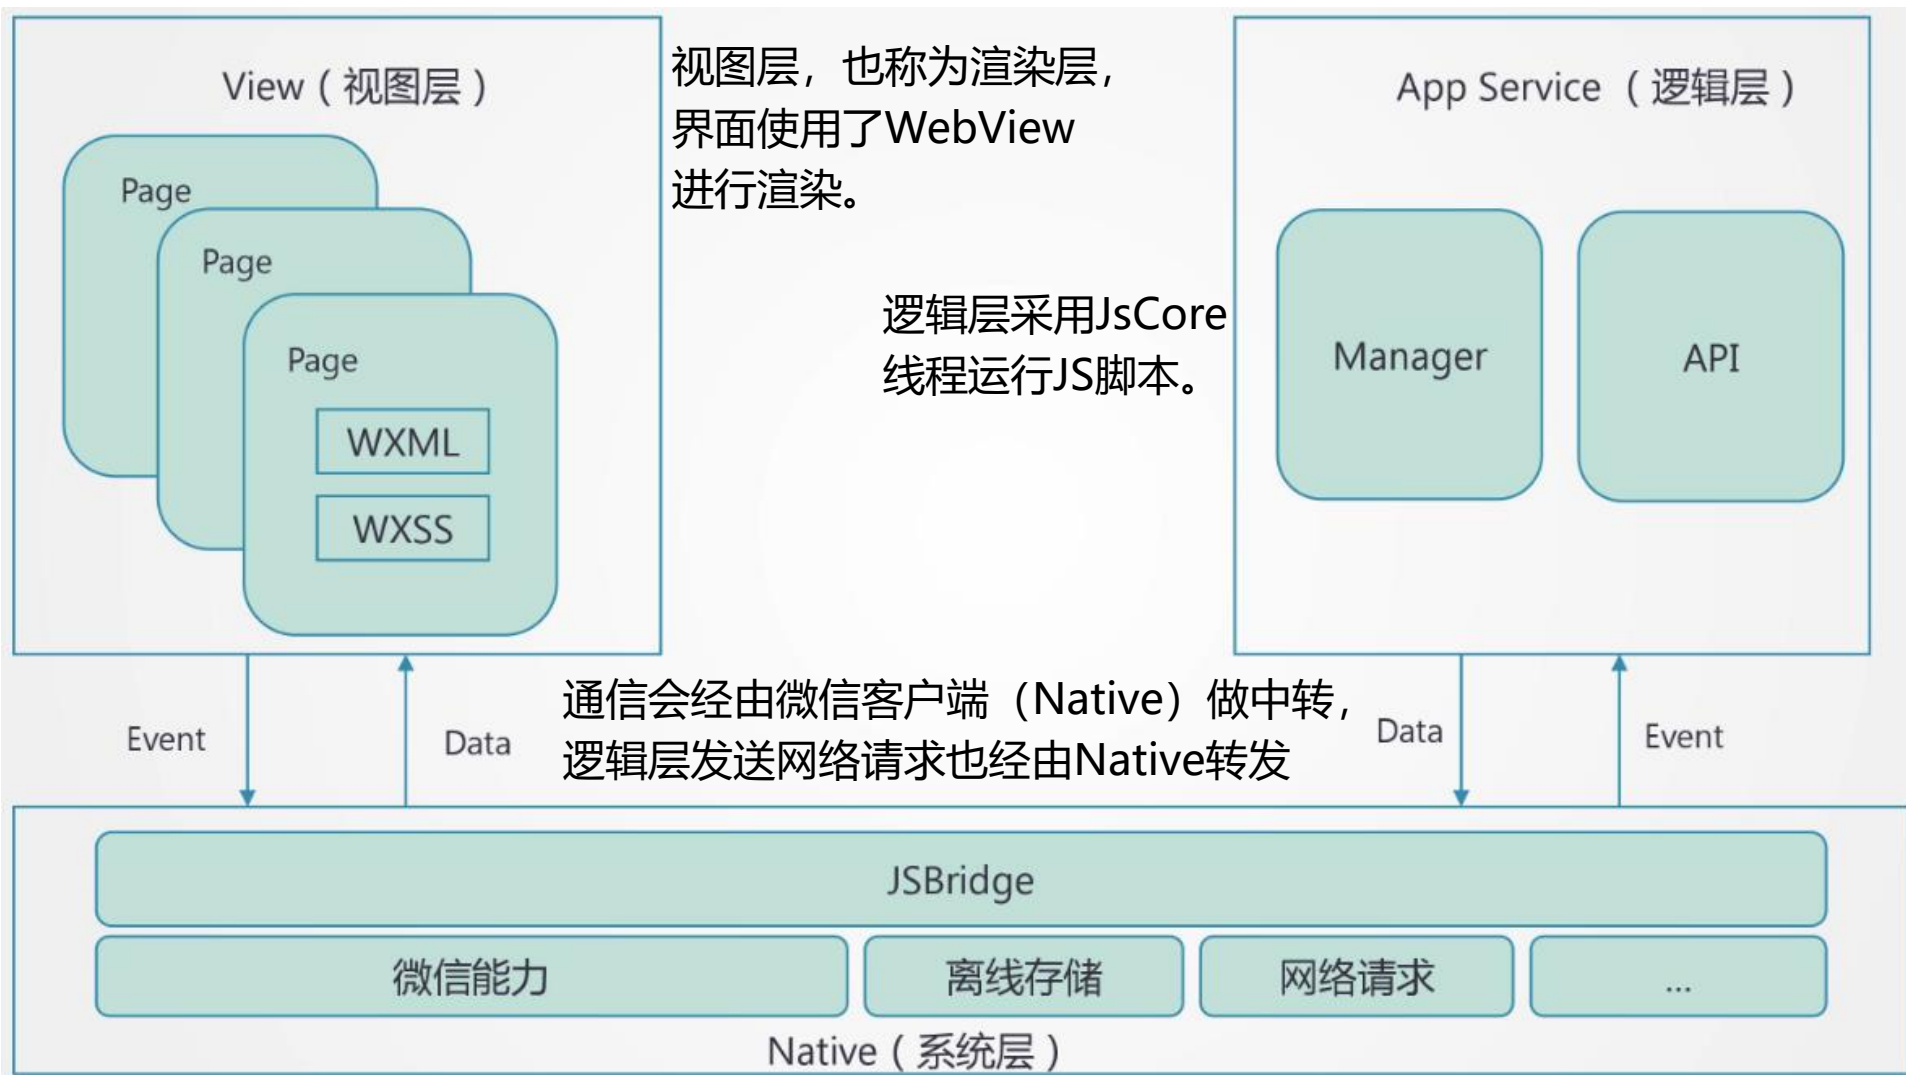 View（视图层）
Page
Page
Page
WXML
WXSS
视图层，也称为渲染层，
界面使用了WebView
进行渲染。
逻辑层采用JsCore
线程运行JS脚本。
App Service （逻辑层）
Manager
API
Event
Data
通信会经由微信客户端（Native）做中转，
逻辑层发送网络请求也经由Native转发
Data
Event
JSBridge
微信能力
离线存储
网络请求
...
Native（系统层）